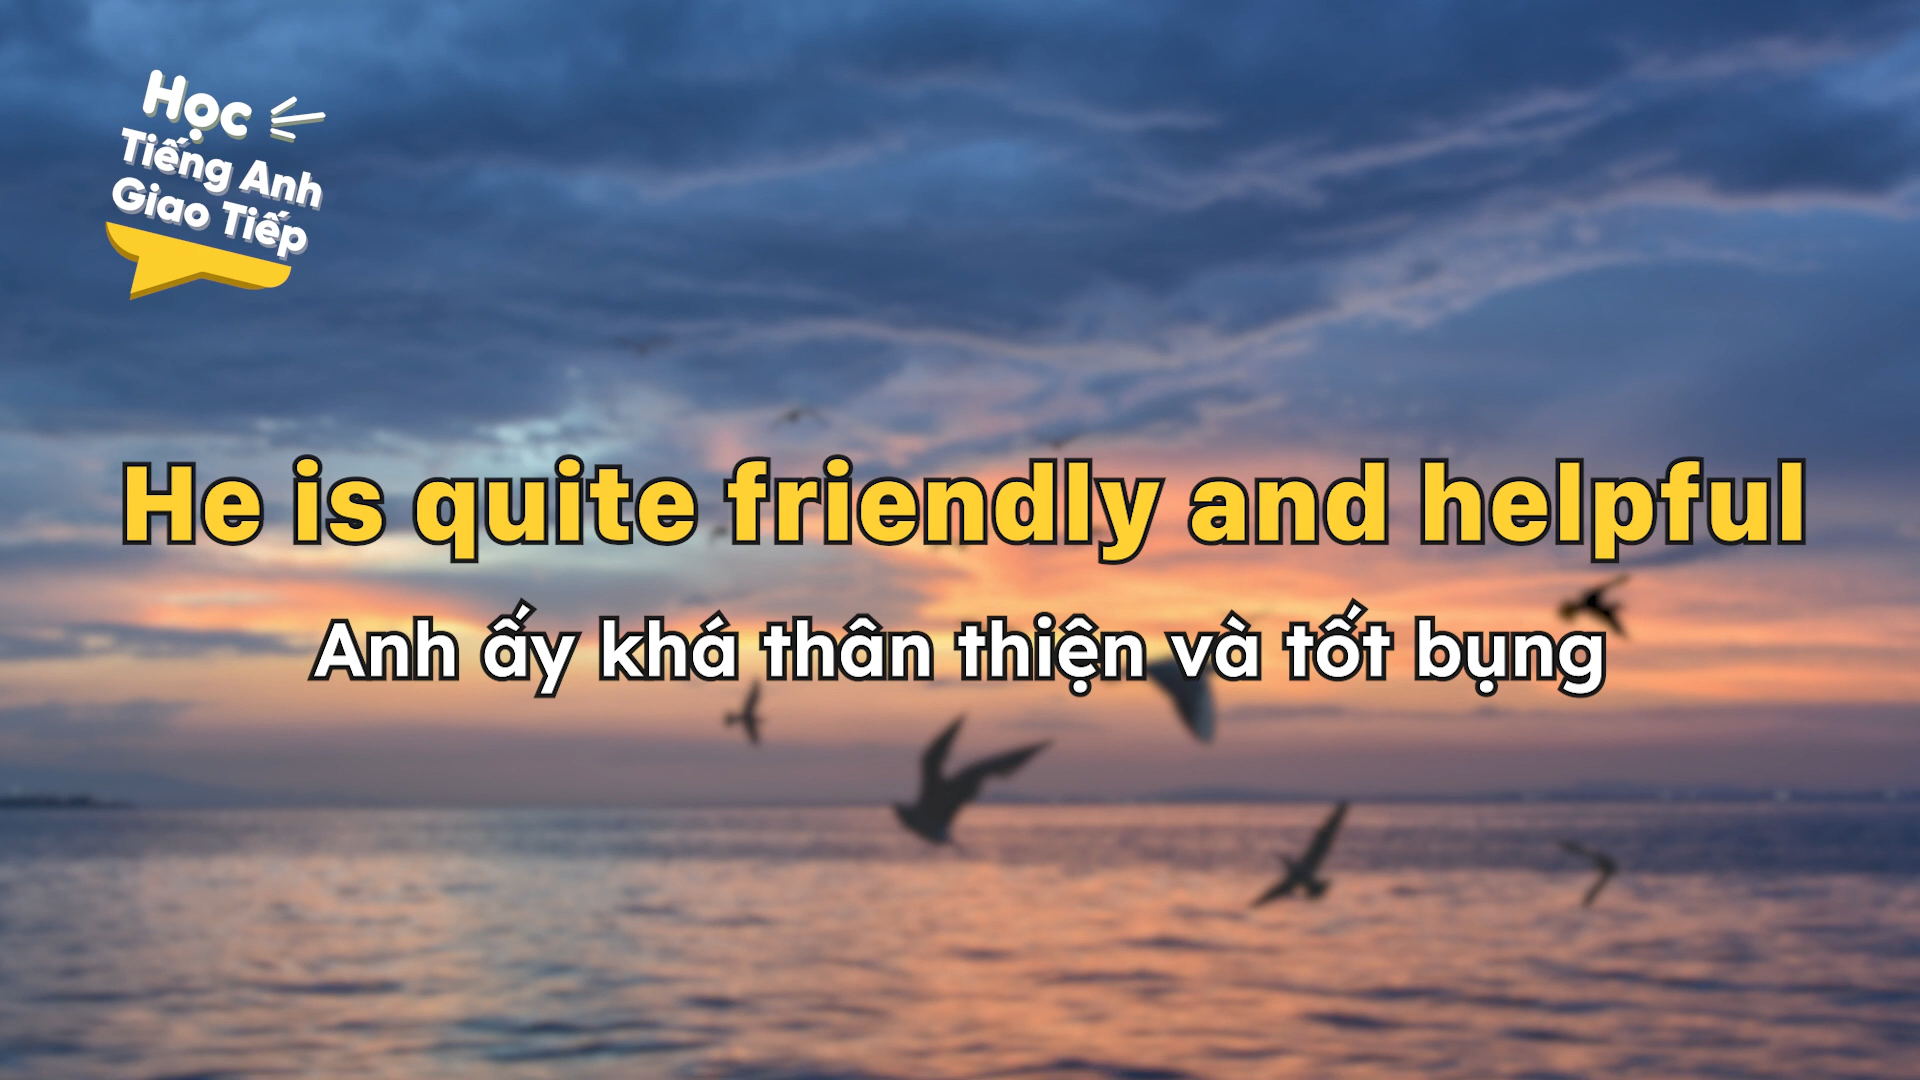 Học
Tiếng Anh
Giao Tiếp
He is quite friendly and helpful
Anh ấy khá thân thiện và tốt bụng